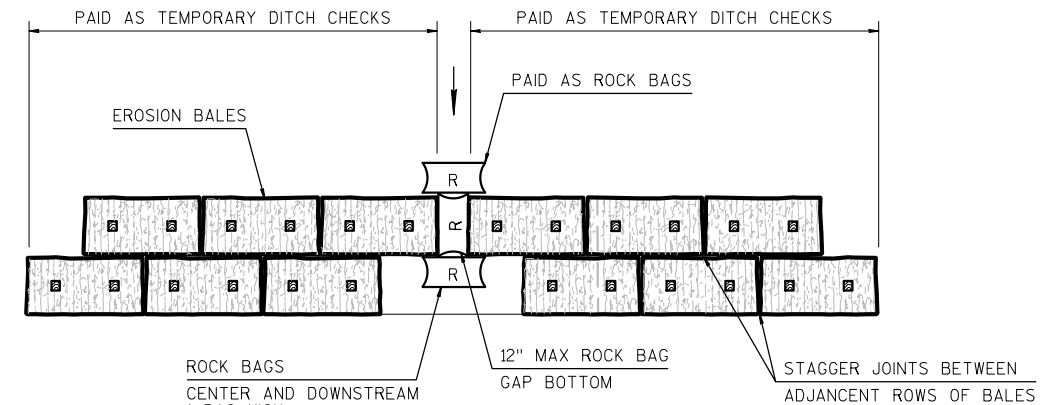 PAID AS TEMPORARY DITCH CHECKS
PAID AS TEMPORARY DITCH CHECKS
PAID AS ROCK BAGS
EROSION BALES
R
R
R
ROCK BAGS
CENTER AND DOWNSTREAM
12" MAX ROCK BAG
GAP BOTTOM
STAGGER JOINTS BETWEEN
ADJANCENT ROWS OF BALES